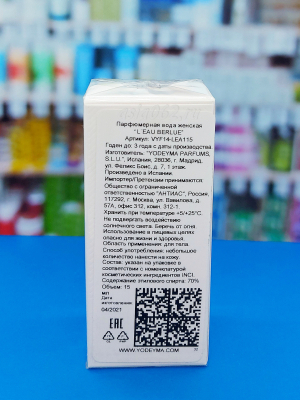 Парфюмерная вода женская
"L EAU BERLUE"
Артикул: VYF14-LEA115
Годен до: 3 года с даты производства
Изготовитель: "YODEYMA PARFUMS,
S.L.U.", Испания, 28036, г. Мадрид,
ул. Феликс Боис, д. 7, 1 этаж.
Произведено в Испании
Импортер/Претензии принимаются:
Общество с ограниченной
ответственностью "АНТИАС", Россия,
117292, г. Москва, ул. Вавилова, д.
57А, офис 312, комн. 312-1.
Хранить при температуре +5/+25°С.
Не подвергать воздействию
солнечного света. Беречь от огня
Использование в пищевых целях
опасно для жизни и здоровья.
Область применения: для тела.
Способ употребления: небольшое
количество нанести на кожу.
Состав: указан на упаковке в
соответствии с номенклатурой
косметических ингредиентов INCI.
Содержание этилового спирта: 70%
Объем: 15
мл
Дата
изготовления:
04/2021
EAC
WWW.YODEYMA.COM